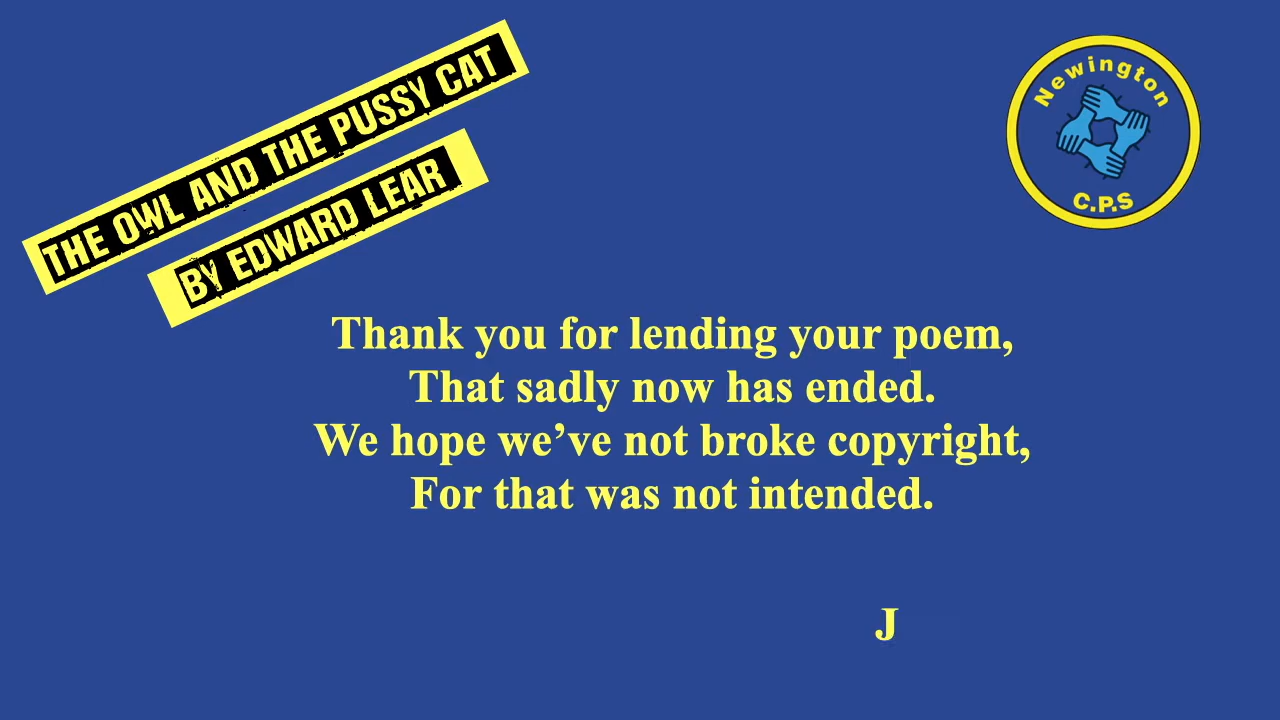 THE OWL AND THE PUSSY CAT
BY EDWARD LEAR
Newington
C.P.S
Thank you for lending your poem,
That sadly now has ended.
We hope we’ve not broke copyright,
For that was not intended.
J